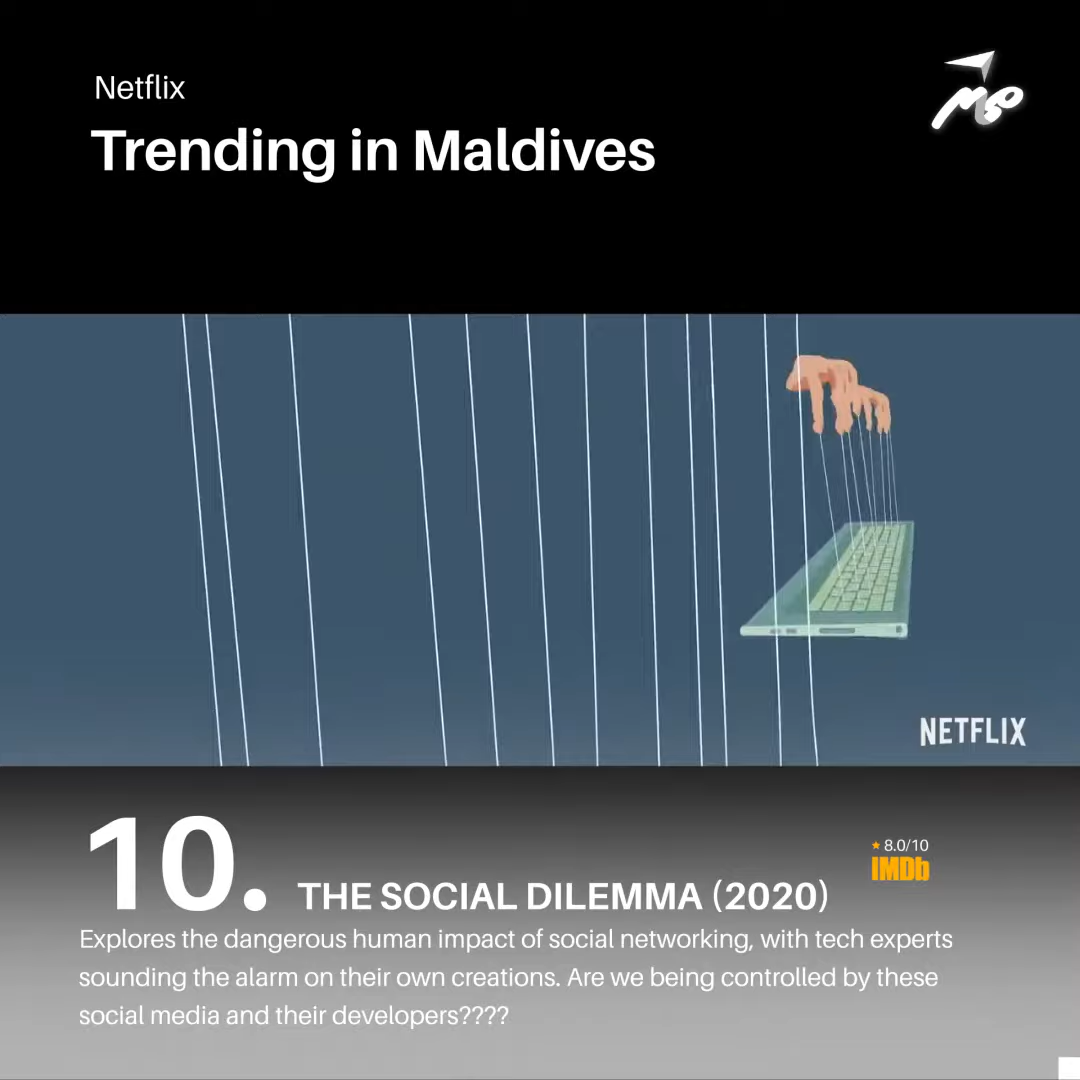 Netflix
Trending in Maldives
NETFLIX
10.
THE SOCIAL DILEMMA (2020)
★ 8.0/10
IMDb
Explores the dangerous human impact of social networking, with tech experts
sounding the alarm on their own creations. Are we being controlled by these
social media and their developers????